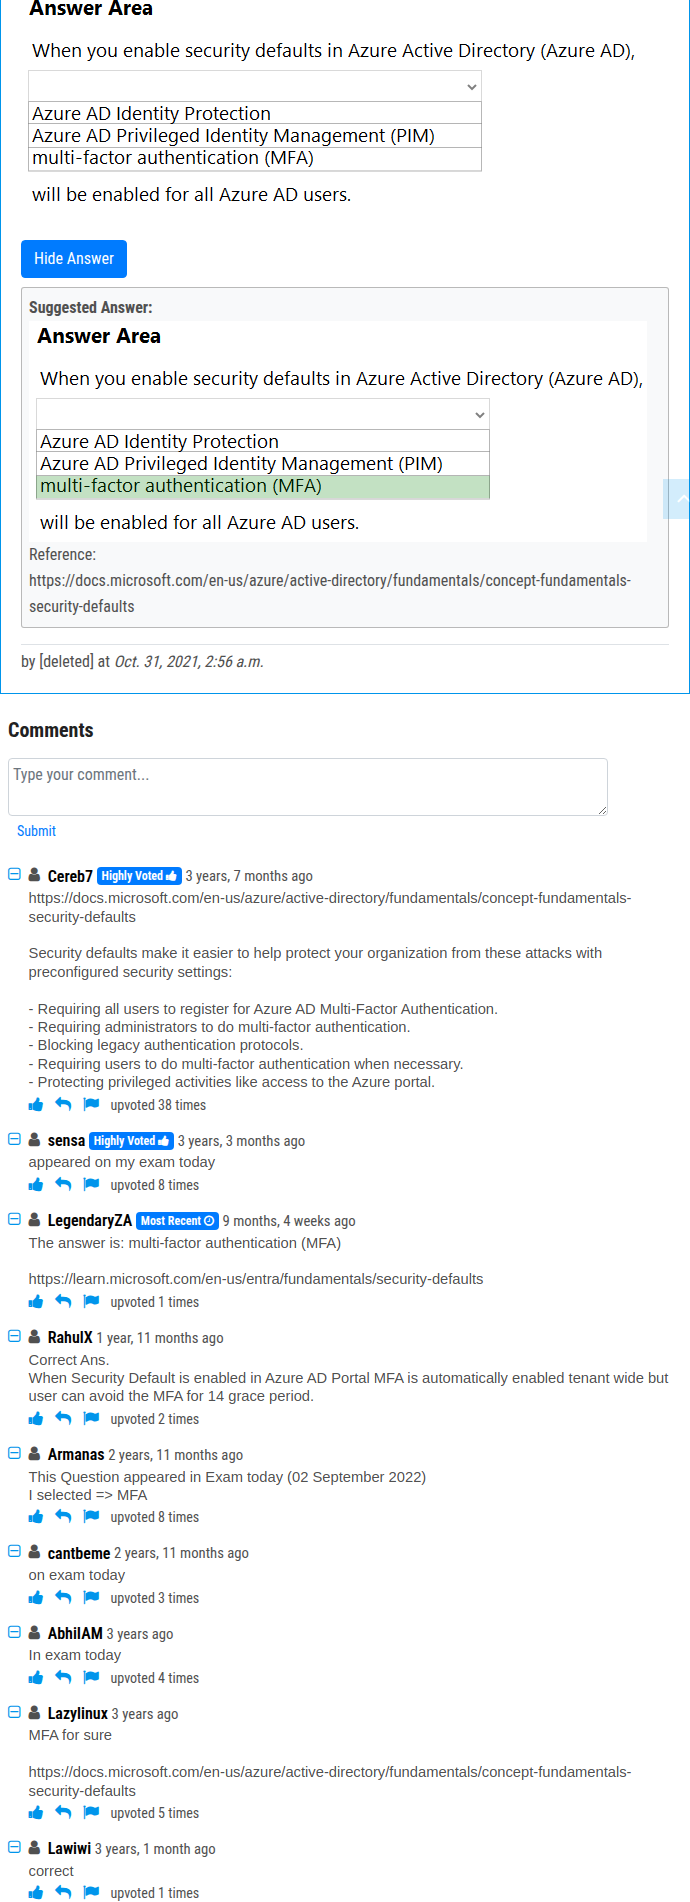 Answer Area
When you enable security defaults in Azure Active Directory (Azure AD),
Azure AD Identity Protection
Azure AD Privileged Identity Management (PIM)
multi-factor authentication (MFA)
will be enabled for all Azure AD users.
Hide Answer
Suggested Answer:
Answer Area
When you enable security defaults in Azure Active Directory (Azure AD),
Azure AD Identity Protection
Azure AD Privileged Identity Management (PIM)
multi-factor authentication (MFA)
will be enabled for all Azure AD users.
Reference:
https://docs.microsoft.com/en-us/azure/active-directory/fundamentals/concept-fundamentals-
security-defaults
by [deleted] at Oct. 31, 2021, 2:56 a.m.
Comments
Type your comment...
Submit
Cereb7 Highly Voted 3 years, 7 months ago
https://docs.microsoft.com/en-us/azure/active-directory/fundamentals/concept-fundamentals-
security-defaults
Security defaults make it easier to help protect your organization from these attacks with
preconfigured security settings:
- Requiring all users to register for Azure AD Multi-Factor Authentication.
- Requiring administrators to do multi-factor authentication.
- Blocking legacy authentication protocols.
- Requiring users to do multi-factor authentication when necessary.
- Protecting privileged activities like access to the Azure portal.
upvoted 38 times
sensa Highly Voted 3 years, 3 months ago
appeared on my exam today
upvoted 8 times
LegendaryZA Most Recent 9 months, 4 weeks ago
The answer is: multi-factor authentication (MFA)
https://learn.microsoft.com/en-us/entra/fundamentals/security-defaults
upvoted 1 times
RahulX 1 year, 11 months ago
Correct Ans.
When Security Default is enabled in Azure AD Portal MFA is automatically enabled tenant wide but
user can avoid the MFA for 14 grace period.
upvoted 2 times
Armanas 2 years, 11 months ago
This Question appeared in Exam today (02 September 2022)
I selected => MFA
upvoted 8 times
cantbeme 2 years, 11 months ago
on exam today
upvoted 3 times
AbhilAM 3 years ago
In exam today
upvoted 4 times
Lazylinux 3 years ago
MFA for sure
https://docs.microsoft.com/en-us/azure/active-directory/fundamentals/concept-fundamentals-
security-defaults
upvoted 5 times
Lawiwi 3 years, 1 month ago
correct
upvoted 1 times